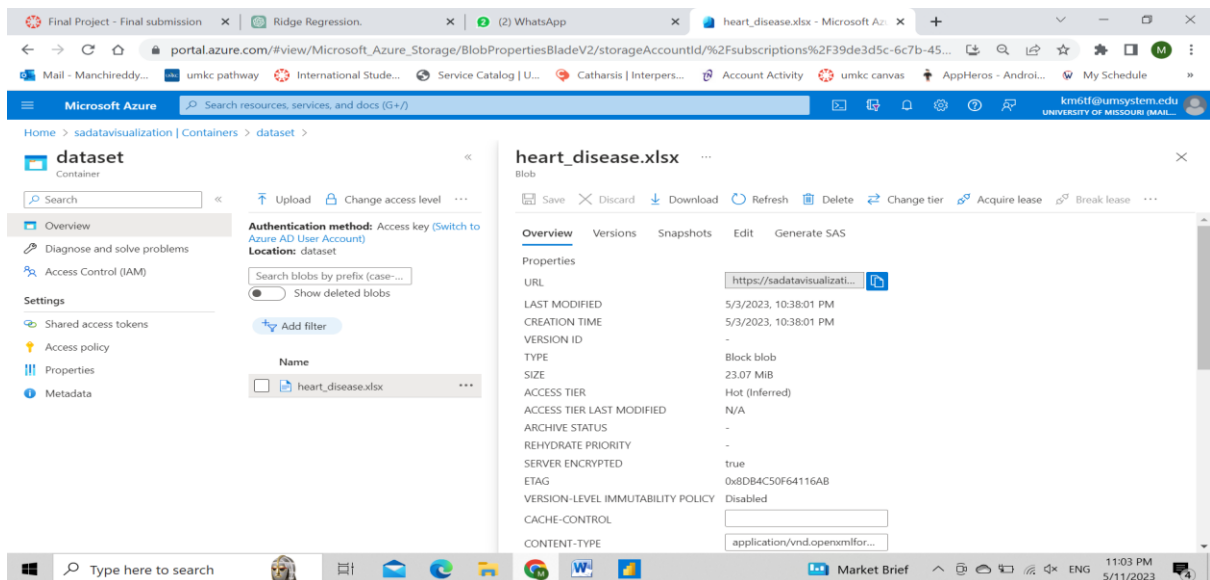 Final Project - Final submission
Ridge Regression.
(2) WhatsApp
heart_disease.xlsx - Microsoft Az
portal.azure.com/#view/Microsoft_Azure_Storage/BlobPropertiesBladeV2/storageAccountId/%2Fsubscriptions%2F39de3d5c-6c7b-45...
M
Mail - Manchireddy...
umkc pathway
International Stude...
Service Catalog | U...
Catharsis | Interpers...
Account Activity
umkc canvas
AppHeros - Androi...
My Schedule
»
Microsoft Azure
Search resources, services, and docs (G+/)
km6tf@umsystem.edu
UNIVERSITY OF MISSOURI (MAIL...
Home > sadatavisualization | Containers > dataset >
dataset
Container
«
Search
«
Overview
Diagnose and solve problems
Access Control (IAM)
Settings
Shared access tokens
Access policy
Properties
Metadata
Upload
Change access level
...
Authentication method: Access key (Switch to
Azure AD User Account)
Location: dataset
Search blobs by prefix (case-...
Show deleted blobs
Add filter
Name
heart_disease.xlsx
...
heart_disease.xlsx ...
Blob
Save
Discard
Download
Refresh
Delete
Change tier
Acquire lease
Break lease
...
Overview
Versions
Snapshots
Edit
Generate SAS
Properties
URL https://sadatavisualizati...
LAST MODIFIED 5/3/2023, 10:38:01 PM
CREATION TIME 5/3/2023, 10:38:01 PM
VERSION ID -
TYPE Block blob
SIZE 23.07 MiB
ACCESS TIER Hot (Inferred)
ACCESS TIER LAST MODIFIED N/A
ARCHIVE STATUS -
REHYDRATE PRIORITY -
SERVER ENCRYPTED true
ETAG 0x8DB4C50F64116AB
VERSION-LEVEL IMMUTABILITY POLICY Disabled
CACHE-CONTROL
CONTENT-TYPE application/vnd.openxmlfor...
Type here to search
Market Brief
ENG
11:03 PM
5/11/2023
4